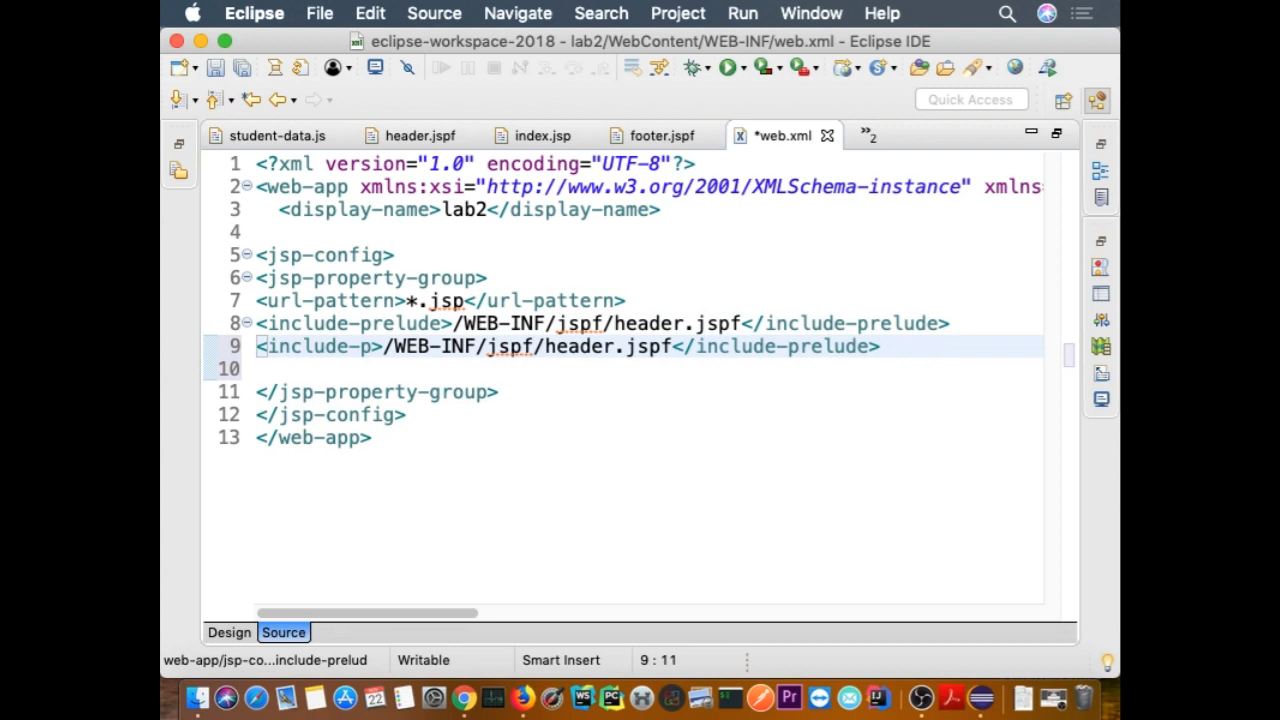 Eclipse File Edit Source Navigate Search Project Run Window Help
eclipse-workspace-2018 - lab2/WebContent/WEB-INF/web.xml - Eclipse IDE
Quick Access
student-data.js header.jspf index.jsp footer.jspf *web.xml »2
1 <?xml version="1.0" encoding="UTF-8"?>
2 <web-app xmlns:xsi="http://www.w3.org/2001/XMLSchema-instance" xmlns:
3 <display-name>lab2</display-name>
4
5 <jsp-config>
6 <jsp-property-group>
7 <url-pattern>*.jsp</url-pattern>
8 <include-prelude>/WEB-INF/jspf/header.jspf</include-prelude>
9 <include-p>/WEB-INF/jspf/header.jspf</include-prelude>
10
11 </jsp-property-group>
12 </jsp-config>
13 </web-app>
Design Source
web-app/jsp-co...include-prelud Writable Smart Insert 9 : 11
22 WS PC Pr